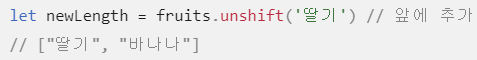 let newLength = fruits.unshift('딸기') // 앞에 추가
// ["딸기", "바나나"]